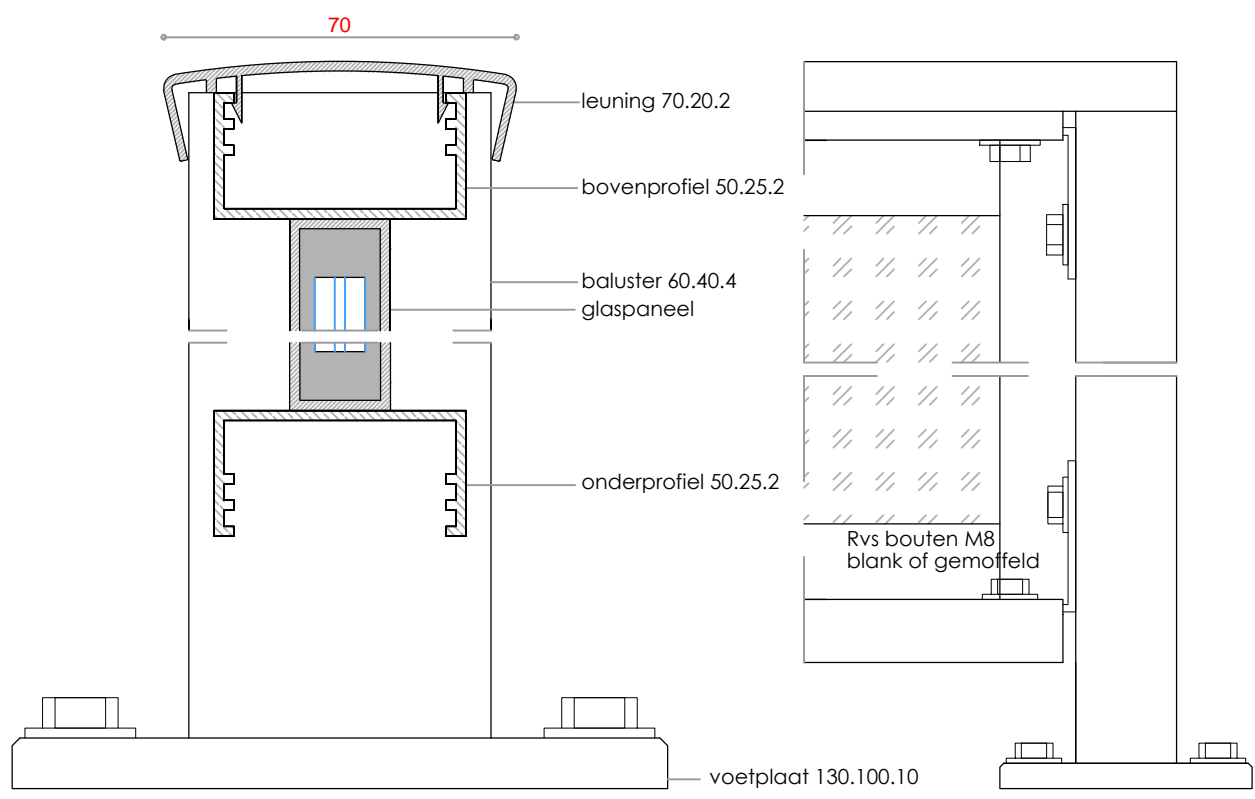 70
leuning 70.20.2
bovenprofiel 50.25.2
baluster 60.40.4
glaspaneel
onderprofiel 50.25.2
Rvs bouten M8
blank of gemoffeld
voetplaat 130.100.10